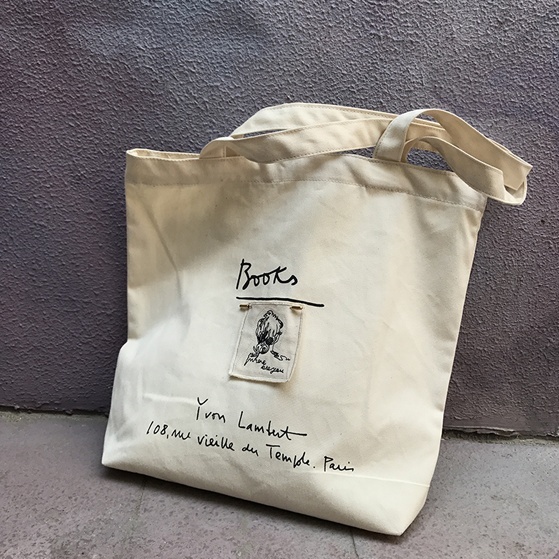 Books
Yvon Lambert
108, rue vieille du Temple. Paris